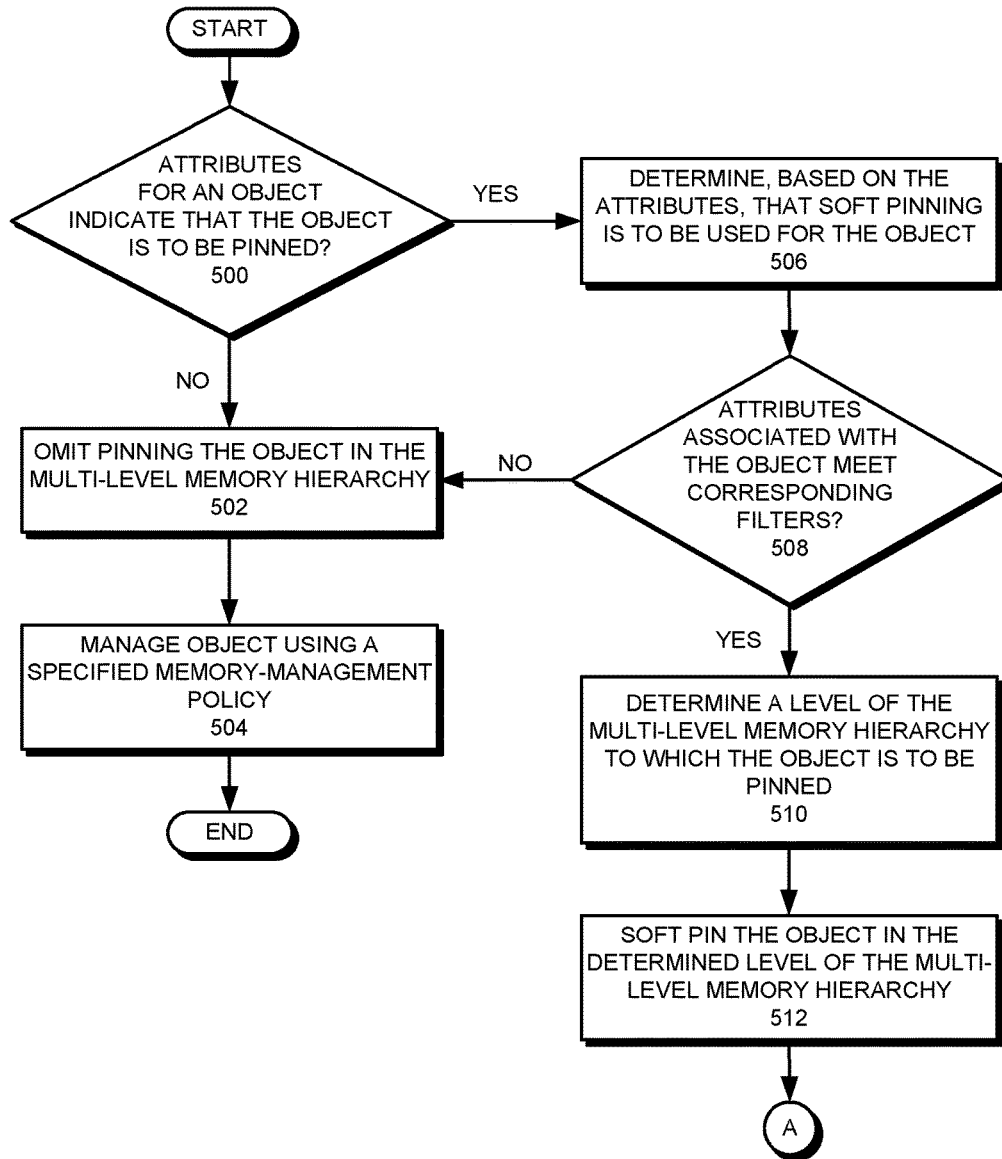 START
ATTRIBUTES
FOR AN OBJECT
INDICATE THAT THE OBJECT
IS TO BE PINNED?
500
YES
DETERMINE, BASED ON THE
ATTRIBUTES, THAT SOFT PINNING
IS TO BE USED FOR THE OBJECT
506
NO
OMIT PINNING THE OBJECT IN THE
MULTI-LEVEL MEMORY HIERARCHY
502
NO
ATTRIBUTES
ASSOCIATED WITH
THE OBJECT MEET
CORRESPONDING
FILTERS?
508
MANAGE OBJECT USING A
SPECIFIED MEMORY-MANAGEMENT
POLICY
504
END
YES
DETERMINE A LEVEL OF THE
MULTI-LEVEL MEMORY HIERARCHY
TO WHICH THE OBJECT IS TO BE
PINNED
510
SOFT PIN THE OBJECT IN THE
DETERMINED LEVEL OF THE MULTI-
LEVEL MEMORY HIERARCHY
512
A